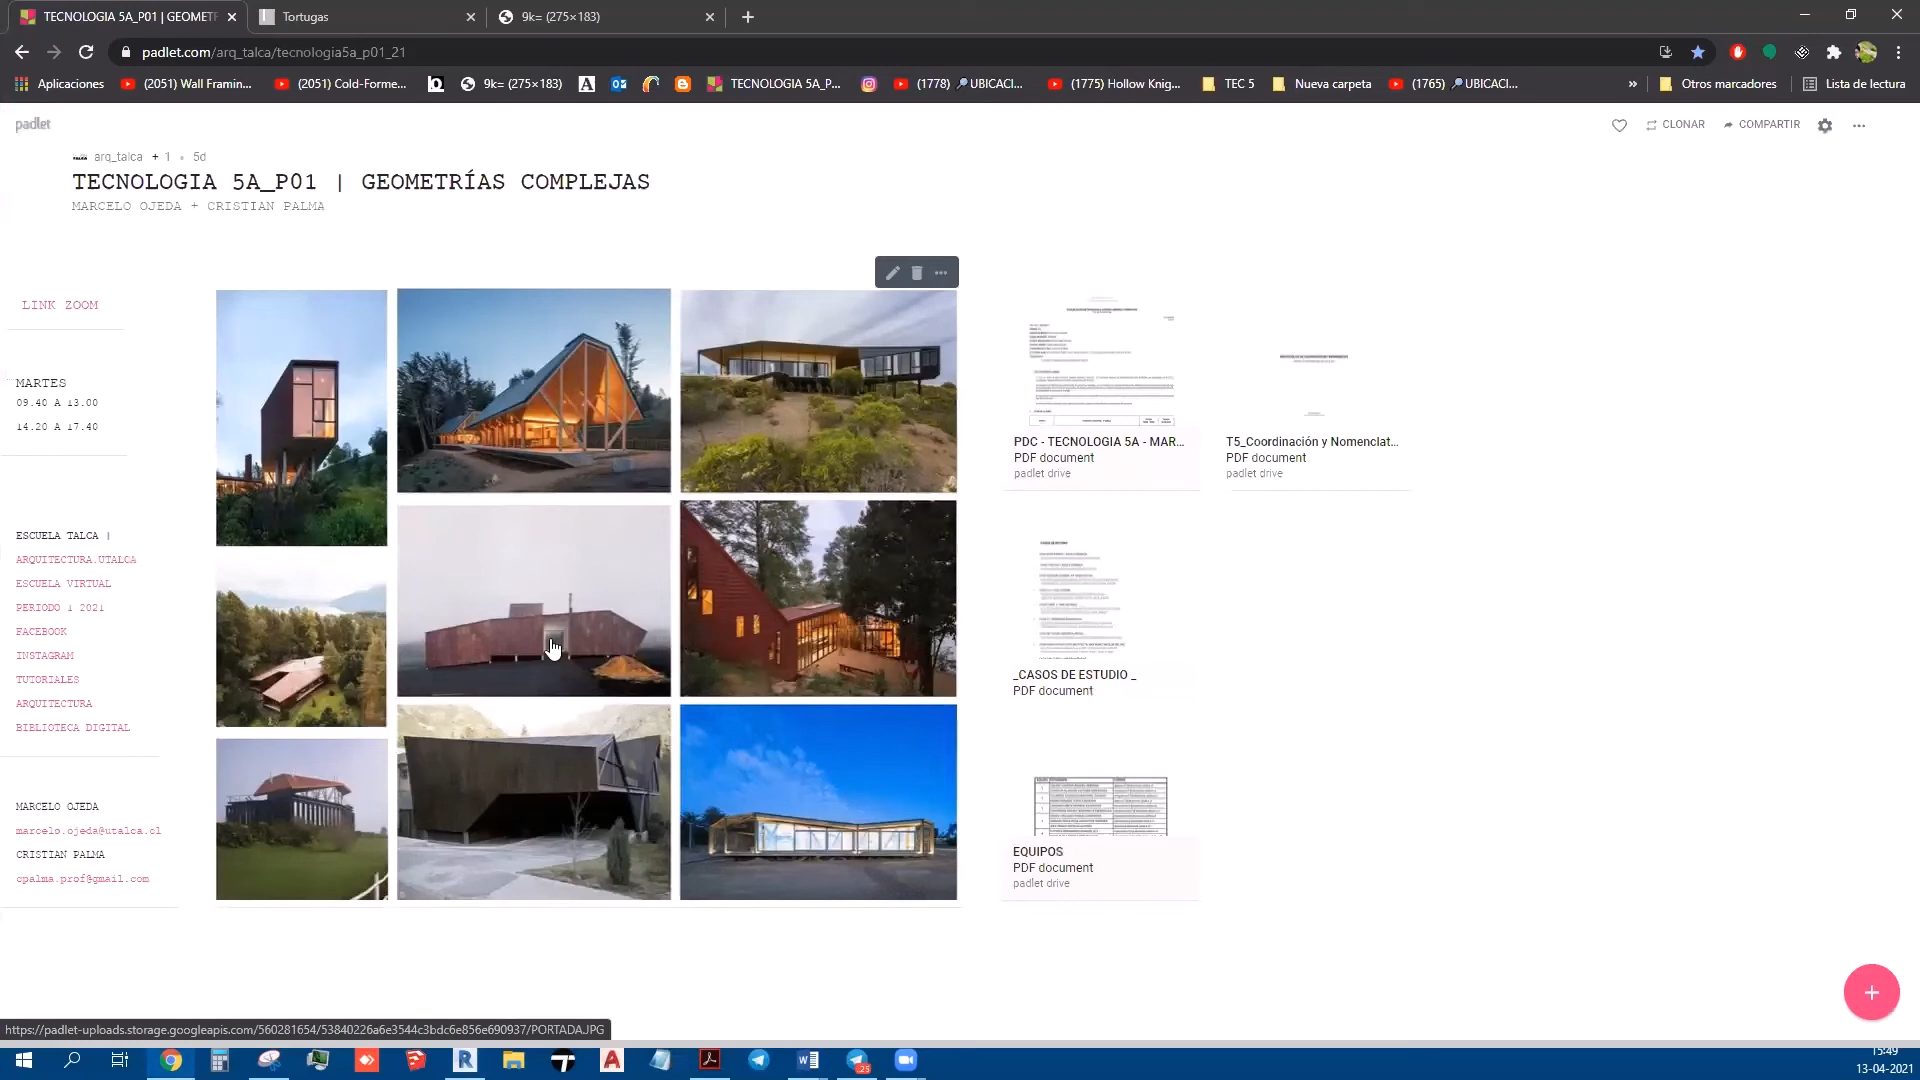 TECNOLOGIA 5A_P01 | GEOMETR
Tortugas
9k= (275×183)
padlet.com/arq_talca/tecnologia5a_p01_21
Aplicaciones
(2051) Wall Framin...
(2051) Cold-Forme...
9k= (275×183)
TECNOLOGIA 5A_P...
(1778) 🔎UBICACI...
(1775) Hollow Knig...
TEC 5
Nueva carpeta
(1765) 🔎UBICACI...
»
Otros marcadores
Lista de lectura
padlet
CLONAR
COMPARTIR
arq_talca + 1 • 5d
TECNOLOGIA 5A_P01 | GEOMETRÍAS COMPLEJAS
MARCELO OJEDA + CRISTIAN PALMA
LINK ZOOM
MARTES
09.40 A 13.00
14.20 A 17.40
ESCUELA TALCA |
ARQUITECTURA.UTALCA
ESCUELA VIRTUAL
PERIODO 1 2021
FACEBOOK
INSTAGRAM
TUTORIALES
ARQUITECTURA
BIBLIOTECA DIGITAL
MARCELO OJEDA
marcelo.ojeda@utalca.cl
CRISTIAN PALMA
cpalma.prof@gmail.com
PDC - TECNOLOGIA 5A - MAR...
PDF document
padlet drive
T5_Coordinación y Nomenclat...
PDF document
padlet drive
_CASOS DE ESTUDIO _
PDF document
EQUIPOS
PDF document
padlet drive
https://padlet-uploads.storage.googleapis.com/560281654/53840226a6e3544c3bdc6e856e690937/PORTADA.JPG
25
15:49
13-04-2021